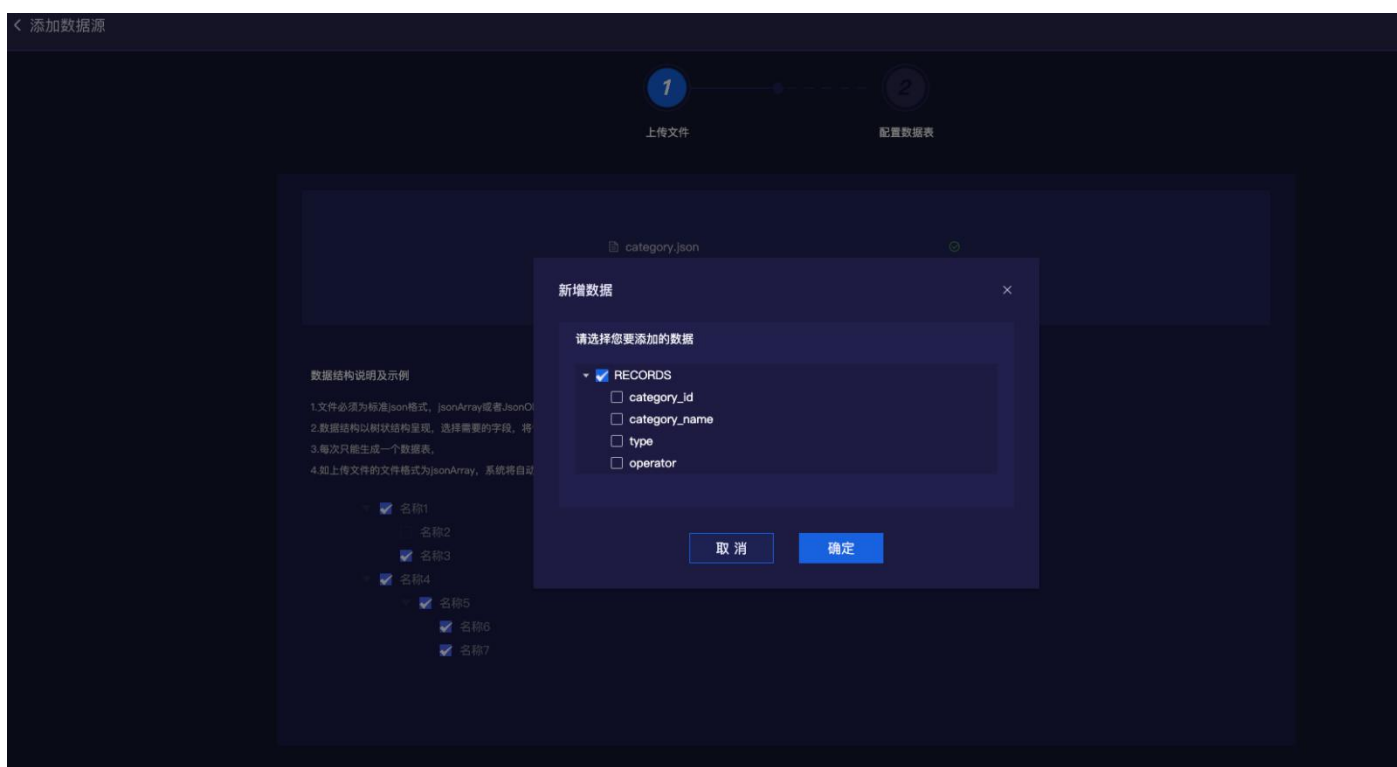 添加数据源
1
2
上传文件
配置数据表
category.json
新增数据
请选择您要添加的数据
RECORDS
category_id
category_name
type
operator
取 消
确定
数据结构说明及示例
1.文件必须为标准json格式，jsonArray或者JsonO
2.数据结构以树状结构呈现，选择需要的字段，将
3.每次只能生成一个数据表，
4.如上传文件的文件格式为jsonArray，系统将自动
名称1
名称2
名称3
名称4
名称5
名称6
名称7